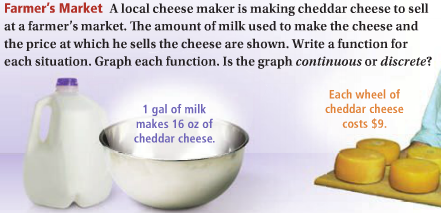 Farmer's Market A local cheese maker is making cheddar cheese to sell
at a farmer's market. The amount of milk used to make the cheese and
the price at which he sells the cheese are shown. Write a function for
each situation. Graph each function. Is the graph continuous or discrete?
1 gal of milk
makes 16 oz of
cheddar cheese.
Each wheel of
cheddar cheese
costs $9.